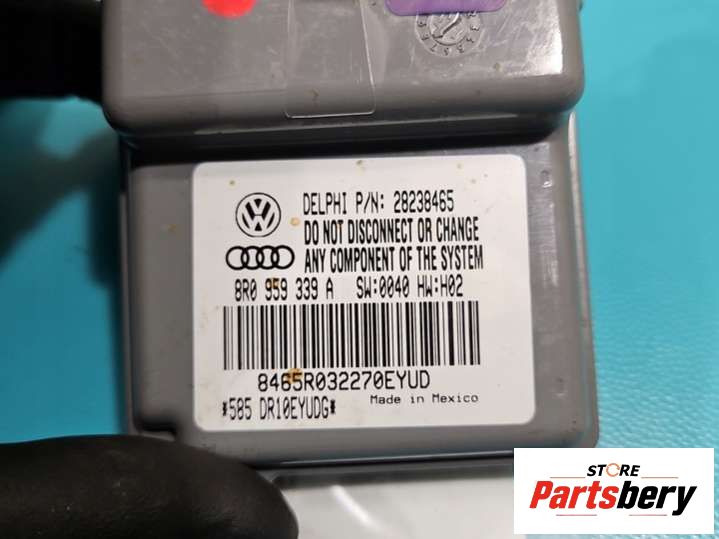 DELPHI P/N: 28238465
DO NOT DISCONNECT OR CHANGE
ANY COMPONENT OF THE SYSTEM
8R0 959 339 A SW:0040 HW:H02
8465R032270EYUD
*585 DR10EYUDG*
Made in Mexico
STORE
Partsbery